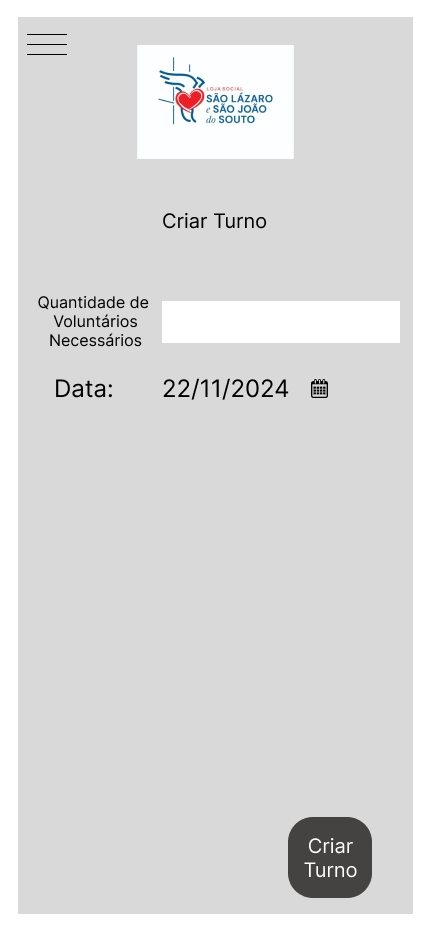 LOJA SOCIAL
SÃO LÁZARO
e SÃO JOÃO
do SOUTO
Criar Turno
Quantidade de
Voluntários
Necessários
Data: 22/11/2024
Criar
Turno